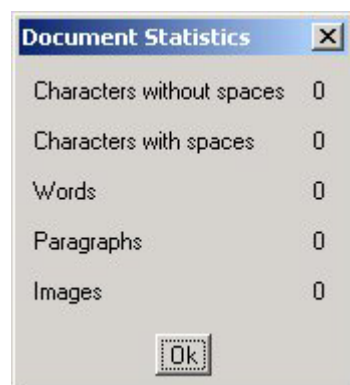 Document Statistics
Characters without spaces 0
Characters with spaces 0
Words 0
Paragraphs 0
Images 0
Ok